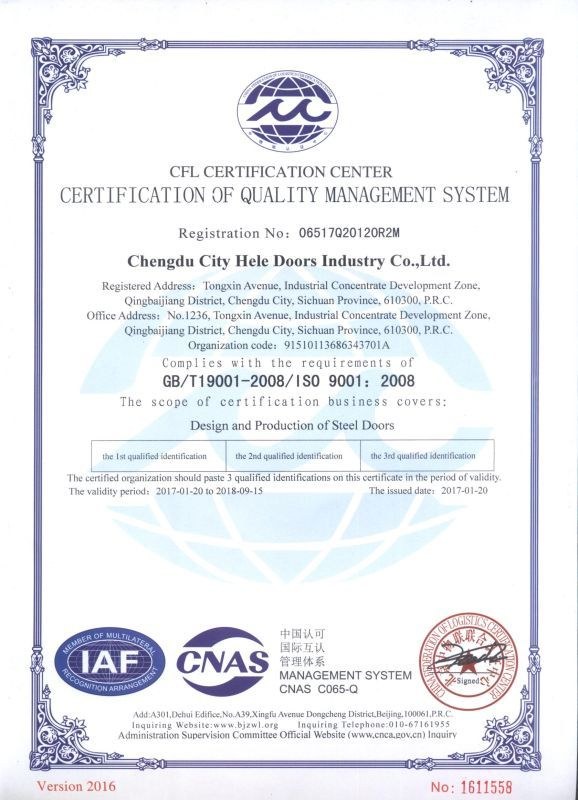 CFL CERTIFICATION CENTER
CERTIFICATION OF QUALITY MANAGEMENT SYSTEM
Registration No: 06517Q20120R2M
Chengdu City Hele Doors Industry Co.,Ltd.
Registered Address: Tongxin Avenue, Industrial Concentrate Development Zone,
Qingbaijiang District, Chengdu City, Sichuan Province, 610300, P.R.C.
Office Address: No.1236, Tongxin Avenue, Industrial Concentrate Development Zone,
Qingbaijiang District, Chengdu City, Sichuan Province, 610300, P.R.C.
Organization code: 91510113686343701A
Complies with the requirements of
GB/T19001-2008/ISO 9001: 2008
The scope of certification business covers:
Design and Production of Steel Doors
the 1st qualified identification the 2nd qualified identification the 3rd qualified identification
The certified organization should paste 3 qualified identifications on this certificate in the period of validity.
The validity period: 2017-01-20 to 2018-09-15 The issued date: 2017-01-20
MEMBER OF MULTILATERAL
IAF
RECOGNITION ARRANGEMENT
CNAS
中国认可
国际互认
管理体系
MANAGEMENT SYSTEM
CNAS C065-Q
Signed
Add:A301,Dehui Edifice,No.A39,Xingfu Avenue Dongcheng District,Beijing,100061,P.R.C.
Inquiring Website:www.bjzwl.org Inquiring Telephone:010-67161955
Administration Supervision Committee Official Website (www.cnca.gov.cn) Inquiry
Version 2016
No: 1611558